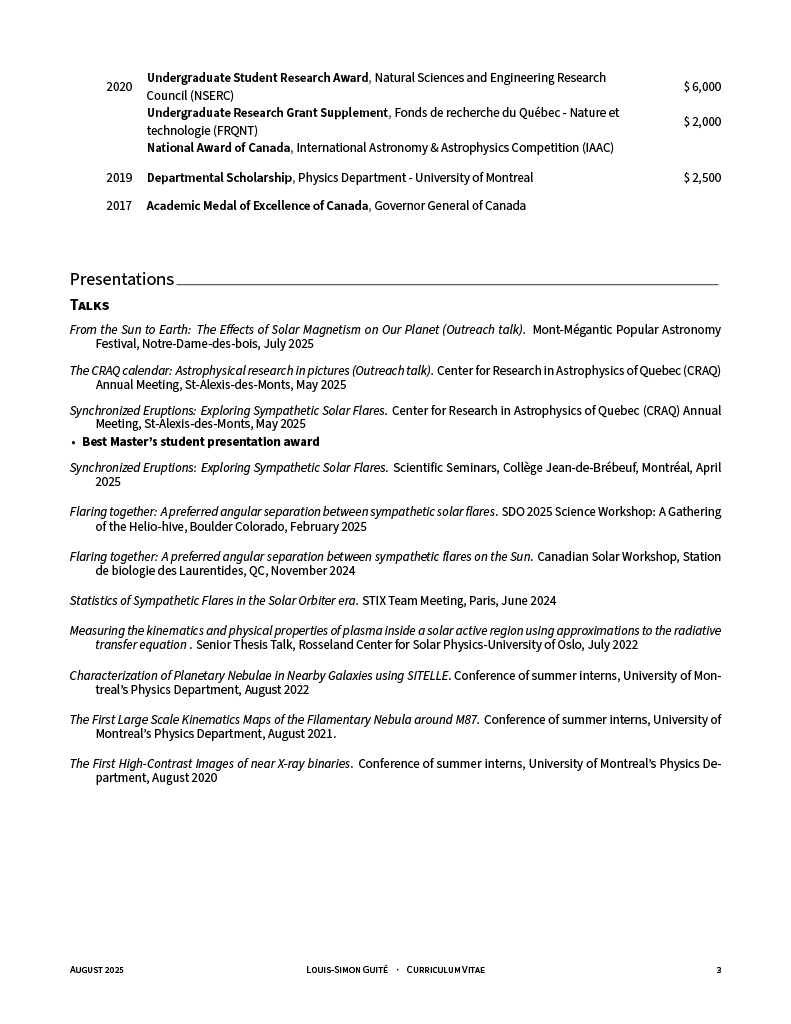 2020 Undergraduate Student Research Award, Natural Sciences and Engineering Research $ 6,000
Council (NSERC)
Undergraduate Research Grant Supplement, Fonds de recherche du Québec - Nature et $ 2,000
technologie (FRQNT)
National Award of Canada, International Astronomy & Astrophysics Competition (IAAC)
2019 Departmental Scholarship, Physics Department - University of Montreal $ 2,500
2017 Academic Medal of Excellence of Canada, Governor General of Canada
Presentations
Talks
From the Sun to Earth: The Effects of Solar Magnetism on Our Planet (Outreach talk). Mont-Mégantic Popular Astronomy
Festival, Notre-Dame-des-bois, July 2025
The CRAQ calendar: Astrophysical research in pictures (Outreach talk). Center for Research in Astrophysics of Quebec (CRAQ)
Annual Meeting, St-Alexis-des-Monts, May 2025
Synchronized Eruptions: Exploring Sympathetic Solar Flares. Center for Research in Astrophysics of Quebec (CRAQ) Annual
Meeting, St-Alexis-des-Monts, May 2025
• Best Master's student presentation award
Synchronized Eruptions: Exploring Sympathetic Solar Flares. Scientific Seminars, Collège Jean-de-Brébeuf, Montréal, April
2025
Flaring together: A preferred angular separation between sympathetic solar flares. SDO 2025 Science Workshop: A Gathering
of the Helio-hive, Boulder Colorado, February 2025
Flaring together: A preferred angular separation between sympathetic flares on the Sun. Canadian Solar Workshop, Station
de biologie des Laurentides, QC, November 2024
Statistics of Sympathetic Flares in the Solar Orbiter era. STIX Team Meeting, Paris, June 2024
Measuring the kinematics and physical properties of plasma inside a solar active region using approximations to the radiative
transfer equation . Senior Thesis Talk, Rosseland Center for Solar Physics-University of Oslo, July 2022
Characterization of Planetary Nebulae in Nearby Galaxies using SITELLE. Conference of summer interns, University of Mon-
treal's Physics Department, August 2022
The First Large Scale Kinematics Maps of the Filamentary Nebula around M87. Conference of summer interns, University of
Montreal's Physics Department, August 2021.
The First High-Contrast Images of near X-ray binaries. Conference of summer interns, University of Montreal's Physics De-
partment, August 2020
August 2025 Louis-Simon Guité · Curriculum Vitae 3